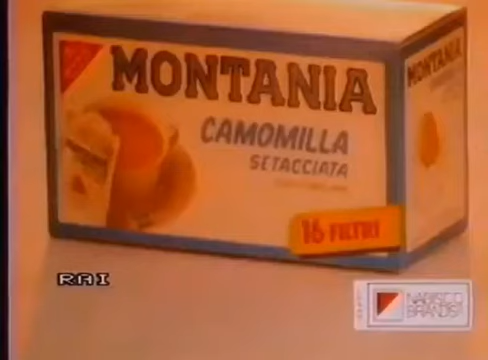 MONTANIA
CAMOMILLA
SETACCIATA
16 FILTRI
MONTANIA
RAI
NABISCO
BRANDS